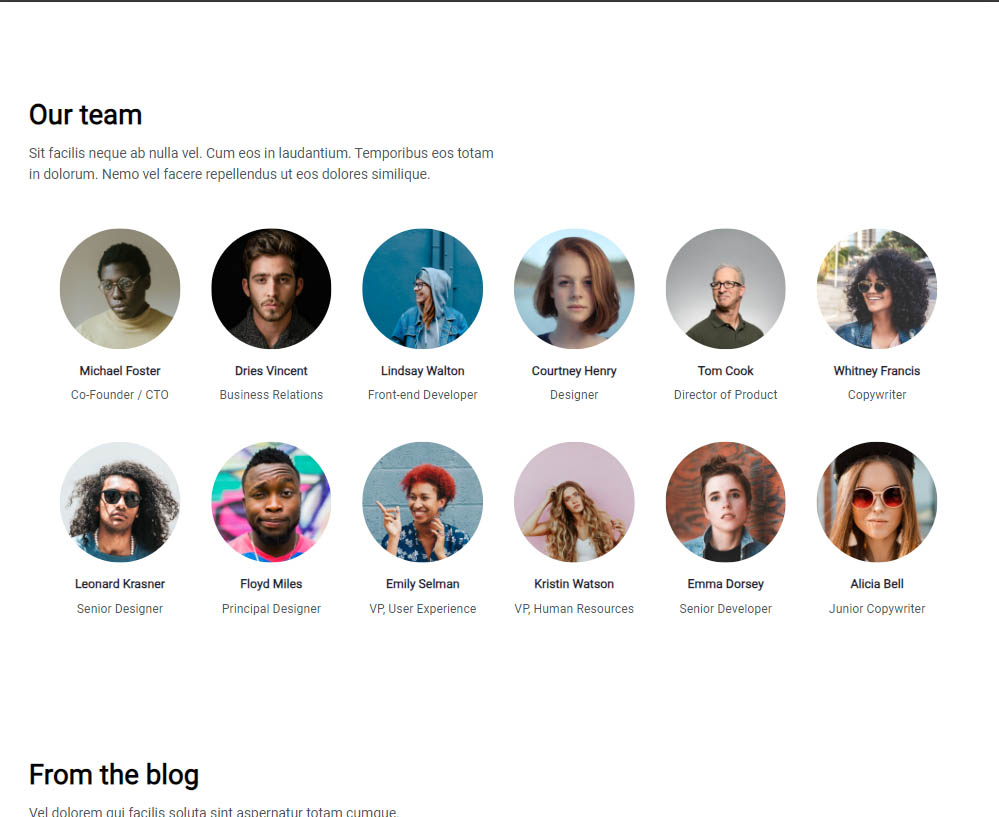 Our team
Sit facilis neque ab nulla vel. Cum eos in laudantium. Temporibus eos totam
in dolorum. Nemo vel facere repellendus ut eos dolores similique.
Michael Foster
Co-Founder / CTO
Dries Vincent
Business Relations
Lindsay Walton
Front-end Developer
Courtney Henry
Designer
Tom Cook
Director of Product
Whitney Francis
Copywriter
Leonard Krasner
Senior Designer
Floyd Miles
Principal Designer
Emily Selman
VP, User Experience
Kristin Watson
VP, Human Resources
Emma Dorsey
Senior Developer
Alicia Bell
Junior Copywriter
From the blog
Vel dolorem qui facilis soluta sint aspernatur totam cumque.